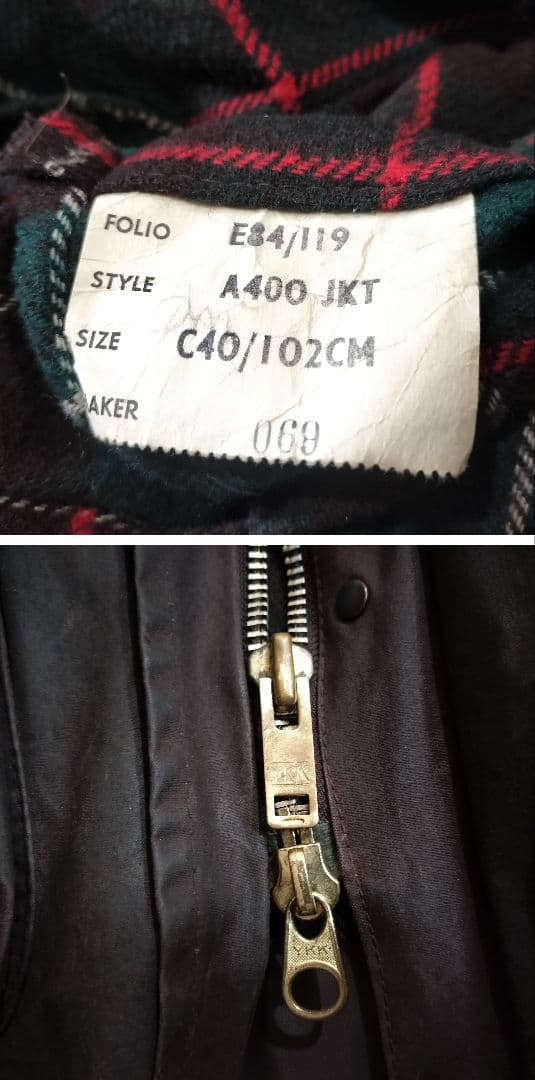 FOLIO E84/119
STYLE A400 JKT
SIZE C40/102CM
AKER 069
YKK
YKK